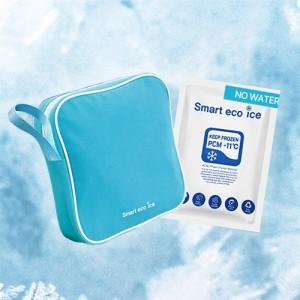 NO WATER
Smart eco ice
KEEP FROZEN
PCM -11℃
Smart eco ice